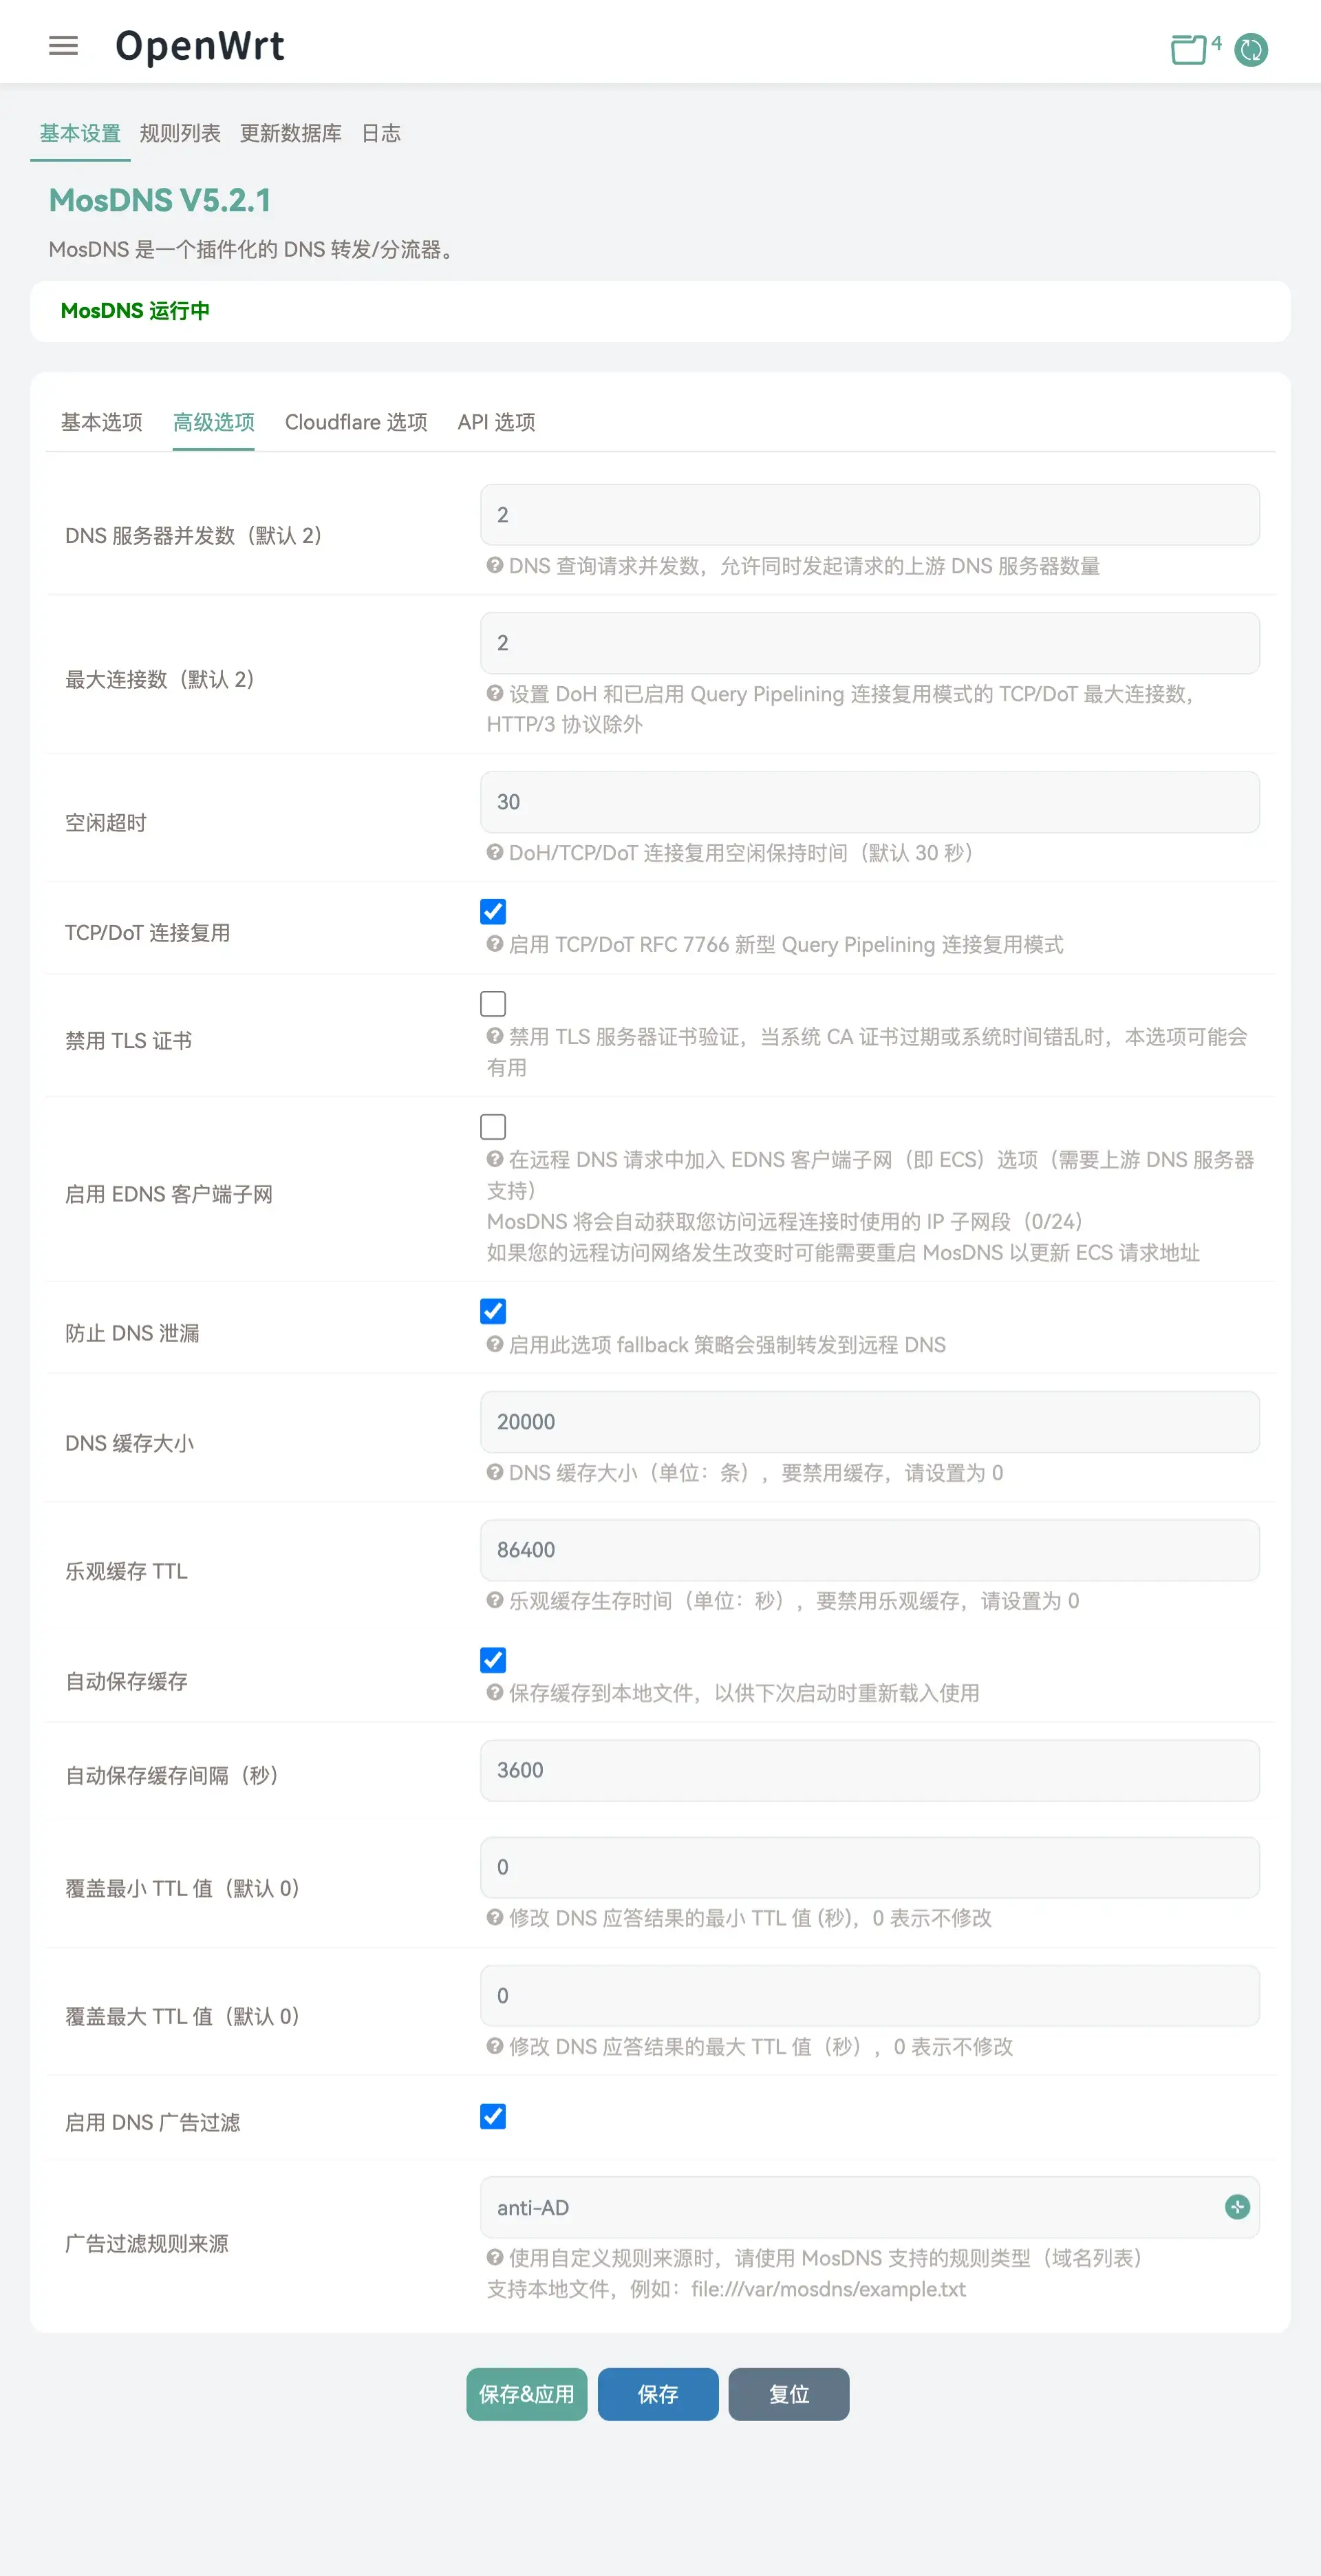 OpenWrt
4
基本设置 规则列表 更新数据库 日志
MosDNS V5.2.1
MosDNS 是一个插件化的 DNS 转发/分流器。
MosDNS 运行中
基本选项 高级选项 Cloudflare 选项 API 选项
DNS 服务器并发数（默认 2）
2
DNS 查询请求并发数，允许同时发起请求的上游 DNS 服务器数量
最大连接数（默认 2）
2
设置 DoH 和已启用 Query Pipelining 连接复用模式的 TCP/DoT 最大连接数，
HTTP/3 协议除外
空闲超时
30
DoH/TCP/DoT 连接复用空闲保持时间（默认 30 秒）
TCP/DoT 连接复用
启用 TCP/DoT RFC 7766 新型 Query Pipelining 连接复用模式
禁用 TLS 证书
禁用 TLS 服务器证书验证，当系统 CA 证书过期或系统时间错乱时，本选项可能会
有用
启用 EDNS 客户端子网
在远程 DNS 请求中加入 EDNS 客户端子网（即 ECS）选项（需要上游 DNS 服务器
支持）
MosDNS 将会自动获取您访问远程连接时使用的 IP 子网段（0/24）
如果您的远程访问网络发生改变时可能需要重启 MosDNS 以更新 ECS 请求地址
防止 DNS 泄漏
启用此选项 fallback 策略会强制转发到远程 DNS
DNS 缓存大小
20000
DNS 缓存大小（单位：条），要禁用缓存，请设置为 0
乐观缓存 TTL
86400
乐观缓存生存时间（单位：秒），要禁用乐观缓存，请设置为 0
自动保存缓存
保存缓存到本地文件，以供下次启动时重新载入使用
自动保存缓存间隔（秒）
3600
覆盖最小 TTL 值（默认 0）
0
修改 DNS 应答结果的最小 TTL 值 (秒)，0 表示不修改
覆盖最大 TTL 值（默认 0）
0
修改 DNS 应答结果的最大 TTL 值（秒），0 表示不修改
启用 DNS 广告过滤
广告过滤规则来源
anti-AD
使用自定义规则来源时，请使用 MosDNS 支持的规则类型（域名列表）
支持本地文件，例如：file:///var/mosdns/example.txt
保存&应用 保存 复位